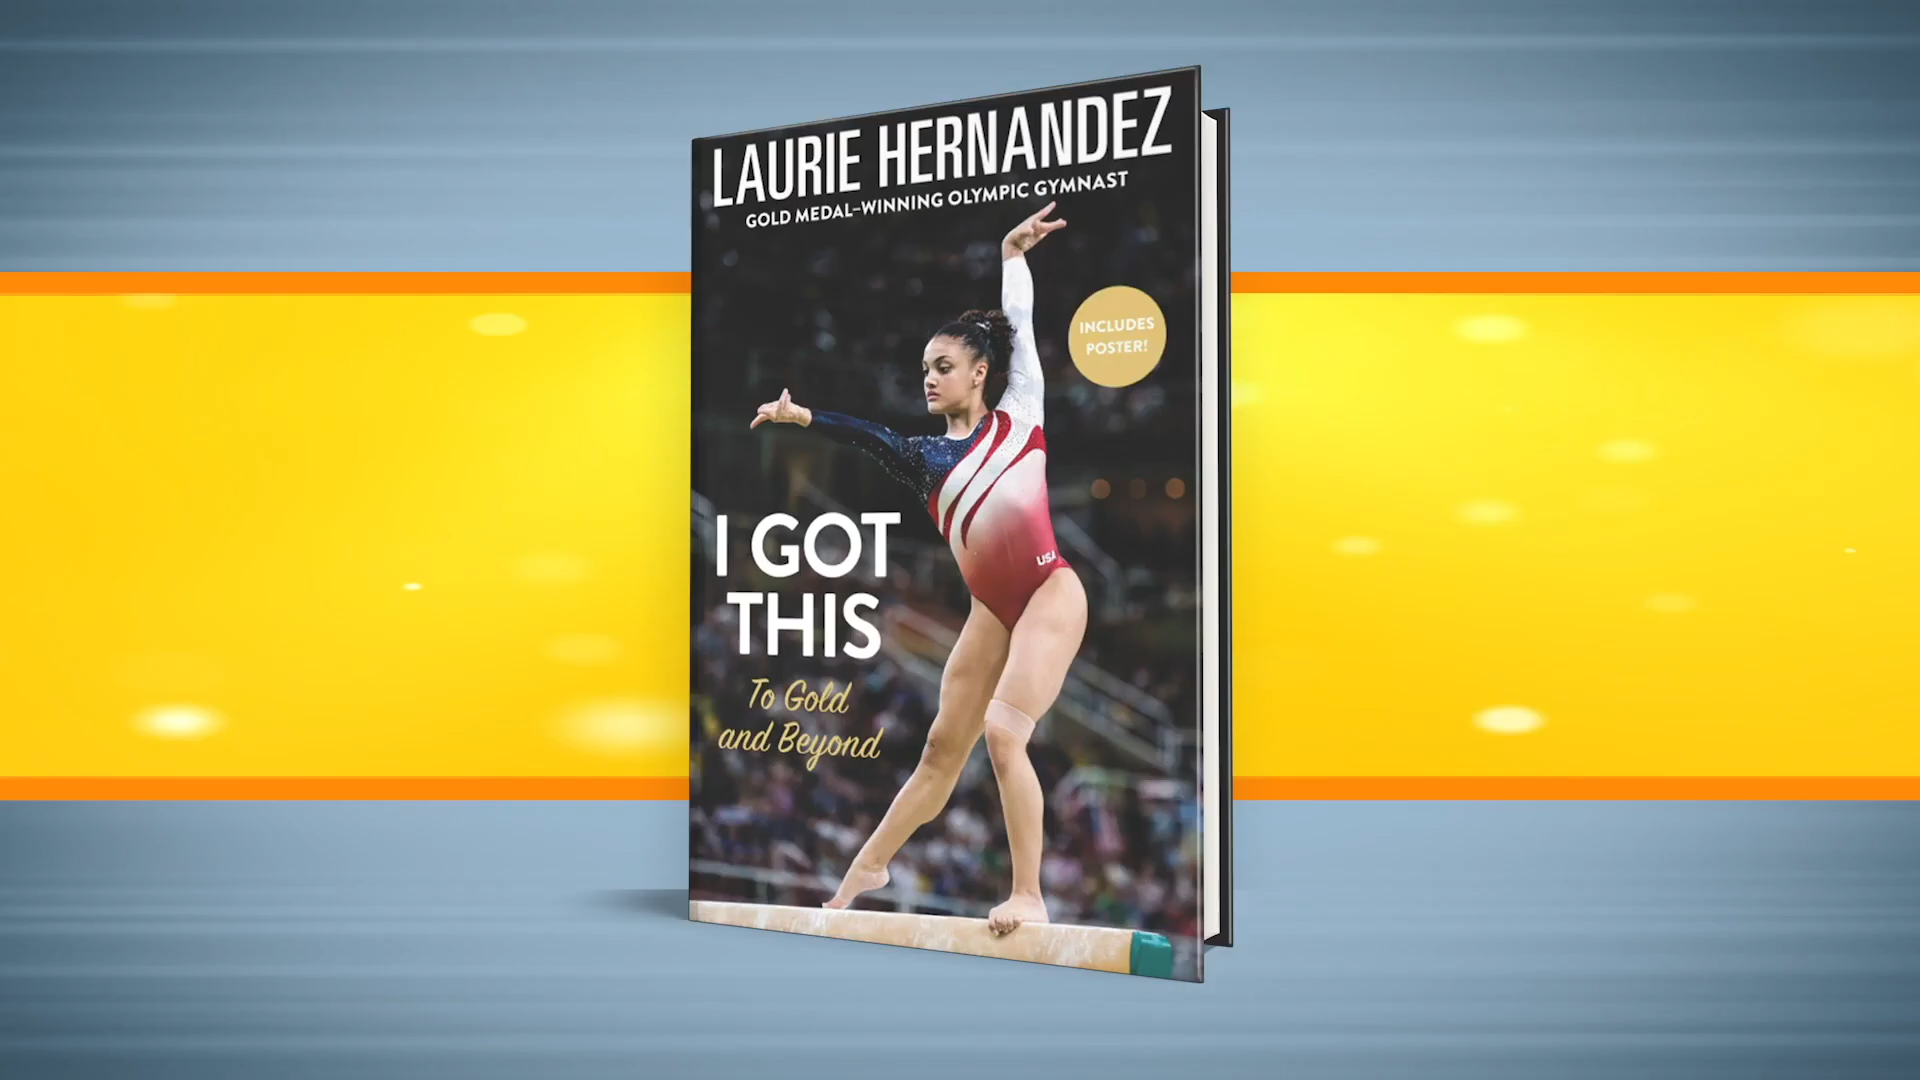 LAURIE HERNANDEZ
GOLD MEDAL–WINNING OLYMPIC GYMNAST
INCLUDES
POSTER!
USA
I GOT
THIS
To Gold
and Beyond